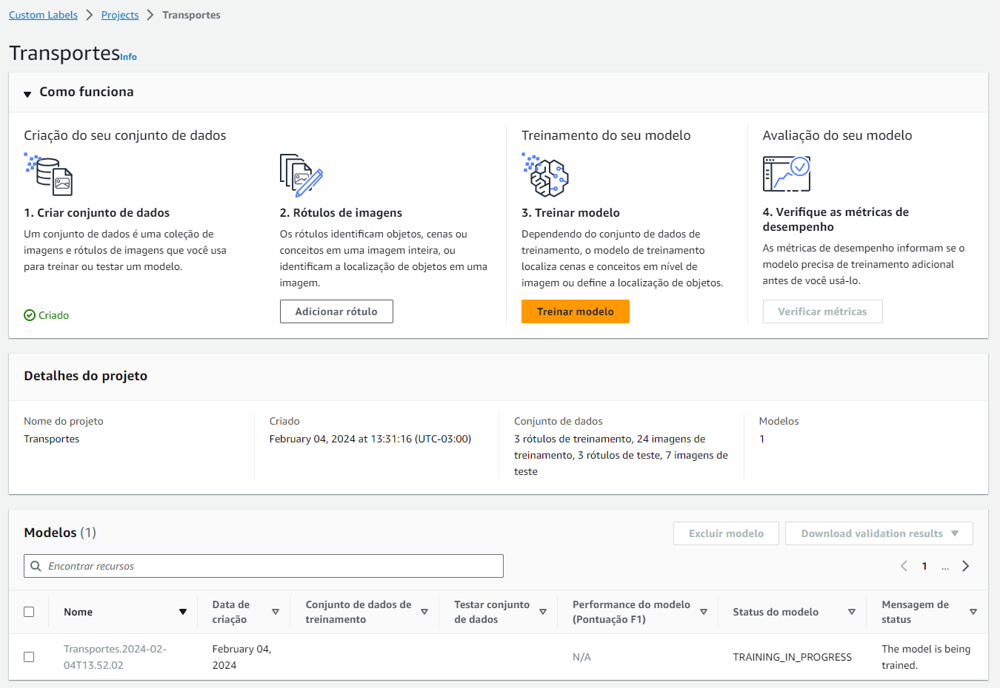 Custom Labels > Projects > Transportes
Transportes Info
Como funciona
Criação do seu conjunto de dados
1. Criar conjunto de dados
Um conjunto de dados é uma coleção de
imagens e rótulos de imagens que você usa
para treinar ou testar um modelo.
Criado
2. Rótulos de imagens
Os rótulos identificam objetos, cenas ou
conceitos em uma imagem inteira, ou
identificam a localização de objetos em uma
imagem.
Adicionar rótulo
Treinamento do seu modelo
3. Treinar modelo
Dependendo do conjunto de dados de
treinamento, o modelo de treinamento
localiza cenas e conceitos em nível de
imagem ou define a localização de objetos.
Treinar modelo
Avaliação do seu modelo
4. Verifique as métricas de
desempenho
As métricas de desempenho informam se o
modelo precisa de treinamento adicional
antes de você usá-lo.
Verificar métricas
Detalhes do projeto
Nome do projeto
Transportes
Criado
February 04, 2024 at 13:31:16 (UTC-03:00)
Conjunto de dados
3 rótulos de treinamento, 24 imagens de
treinamento, 3 rótulos de teste, 7 imagens de
teste
Modelos
1
Modelos (1)
Excluir modelo
Download validation results
Encontrar recursos
1 ...
Nome
Data de
criação
Conjunto de dados de
treinamento
Testar conjunto
de dados
Performance do modelo
(Pontuação F1)
Status do modelo
Mensagem de
status
Transportes.2024-02-
04T13.52.02
February 04,
2024
N/A
TRAINING_IN_PROGRESS
The model is being
trained.